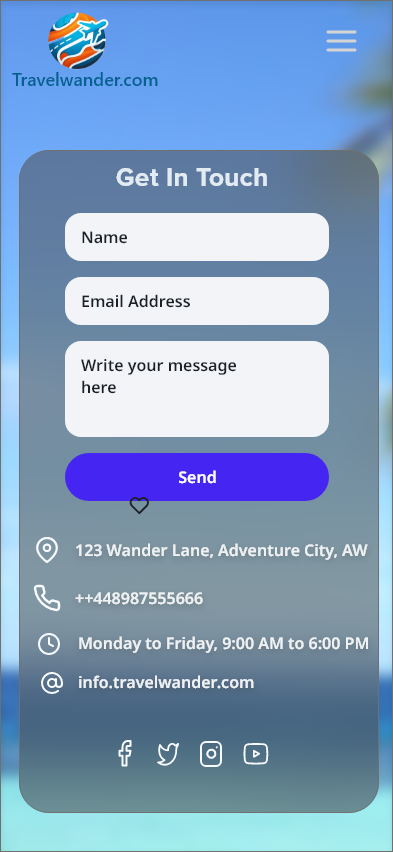 Travelwander.com
Get In Touch
Name
Email Address
Write your message
here
Send
123 Wander Lane, Adventure City, AW
++448987555666
Monday to Friday, 9:00 AM to 6:00 PM
info.travelwander.com